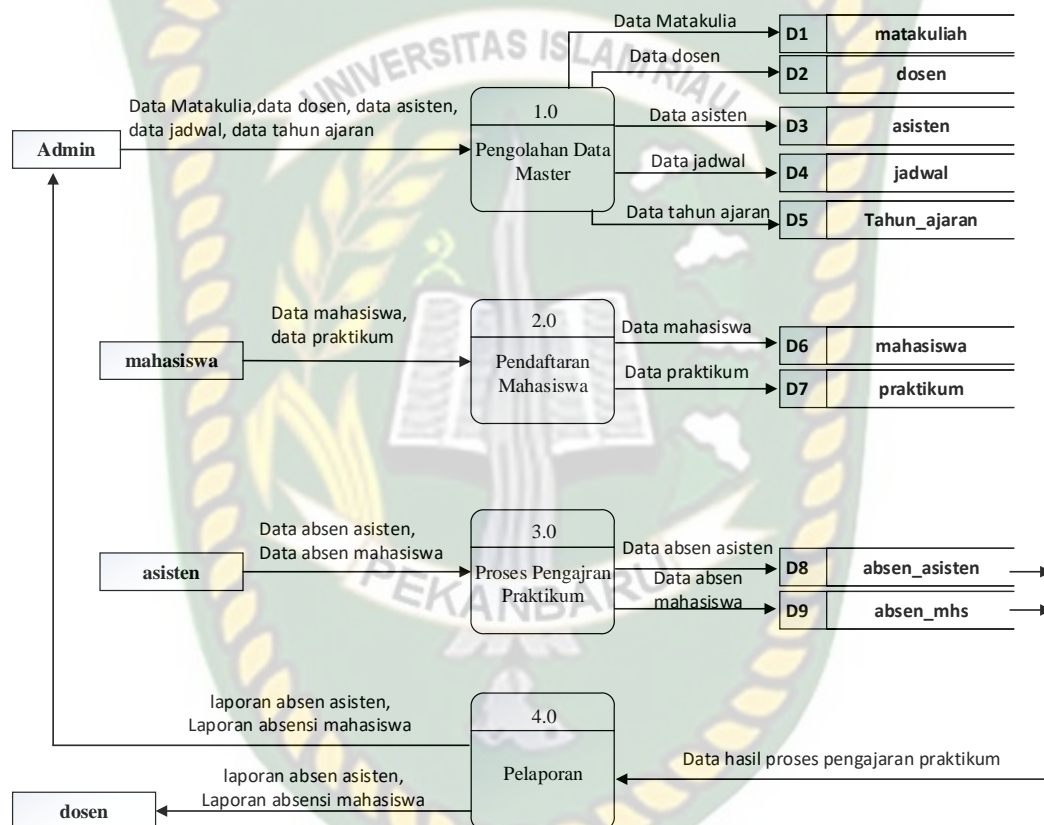 UNIVERSITAS ISLAM RIAU
Data Matakulia
D1 matakuliah
Data dosen
D2 dosen
Data Matakulia,data dosen, data asisten,
data jadwal, data tahun ajaran
Admin
1.0
Pengolahan Data
Master
Data asisten
D3 asisten
Data jadwal
D4 jadwal
Data tahun ajaran
D5 Tahun_ajaran
Data mahasiswa,
data praktikum
mahasiswa
2.0
Pendaftaran
Mahasiswa
Data mahasiswa
D6 mahasiswa
Data praktikum
D7 praktikum
Data absen asisten,
Data absen mahasiswa
asisten
3.0
Proses Pengajran
Praktikum
Data absen asisten
D8 absen_asisten
Data absen
mahasiswa
D9 absen_mhs
PEKANBARU
laporan absen asisten,
Laporan absensi mahasiswa
4.0
Pelaporan
Data hasil proses pengajaran praktikum
laporan absen asisten,
Laporan absensi mahasiswa
dosen